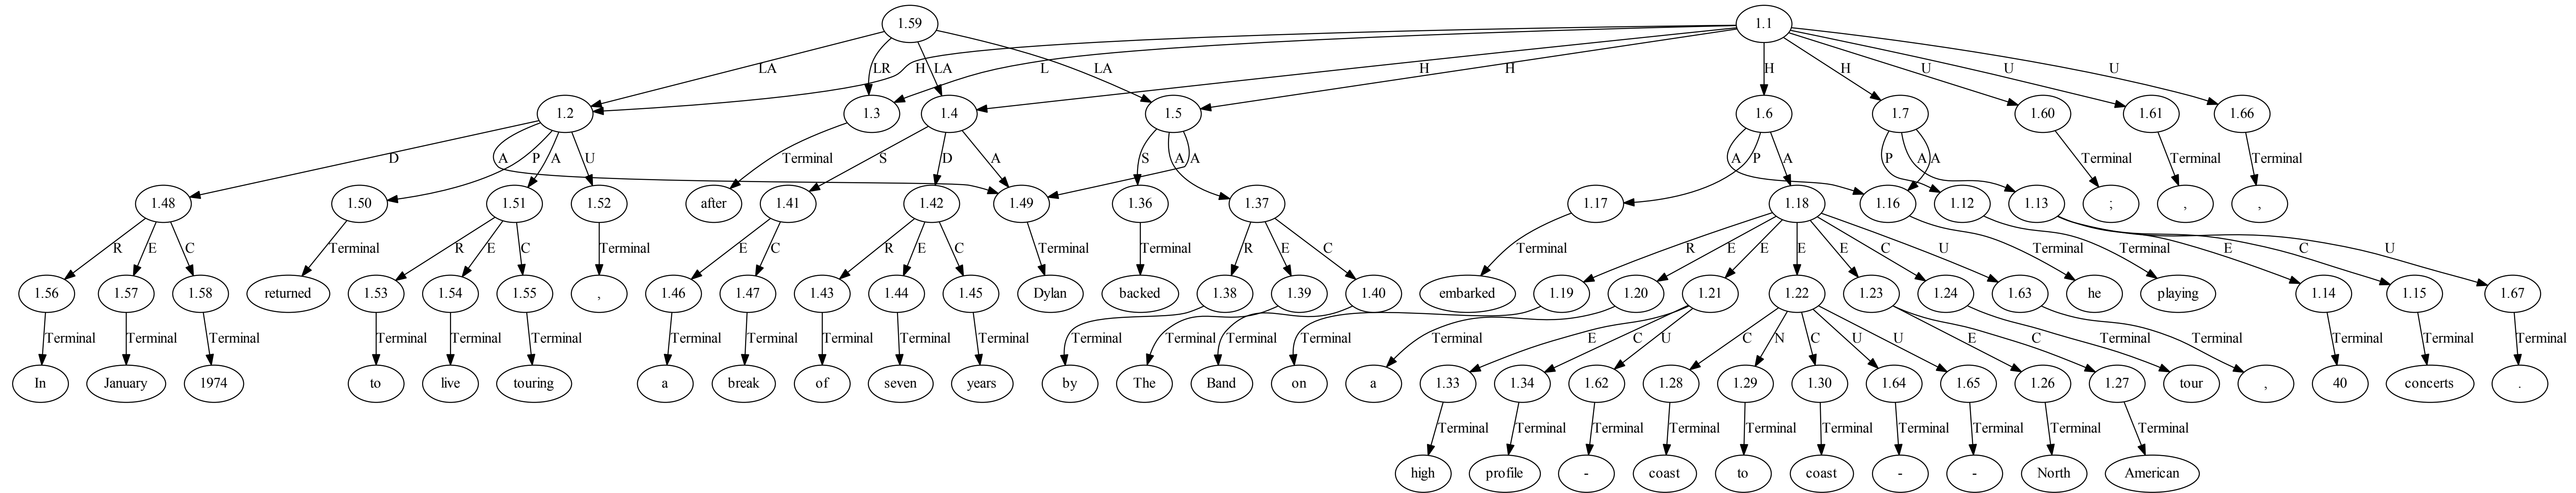 1.59 1.1
LA LR LA LA H L H H H H U U U
1.2 1.3 1.4 1.5 1.6 1.7 1.60 1.61 1.66
D A P A U Terminal S D A S A A A P A P A A Terminal Terminal Terminal
1.48 1.50 1.51 1.52 after 1.41 1.42 1.49 1.36 1.37 1.17 1.18 1.16 1.12 1.13 ; , ,
R E C Terminal R E C Terminal E C R E C Terminal Terminal R E C Terminal R E E E E C U Terminal Terminal E C U
1.56 1.57 1.58 returned 1.53 1.54 1.55 , 1.46 1.47 1.43 1.44 1.45 Dylan backed 1.38 1.39 1.40 embarked 1.19 1.20 1.21 1.22 1.23 1.24 1.63 he playing 1.14 1.15 1.67
Terminal Terminal Terminal Terminal Terminal Terminal Terminal Terminal Terminal Terminal Terminal Terminal Terminal Terminal Terminal Terminal E C U C N C U U E C Terminal Terminal Terminal Terminal Terminal
In January 1974 to live touring a break of seven years by The Band on a 1.33 1.34 1.62 1.28 1.29 1.30 1.64 1.65 1.26 1.27 tour , 40 concerts .
Terminal Terminal Terminal Terminal Terminal Terminal Terminal Terminal Terminal Terminal
high profile - coast to coast - - North American